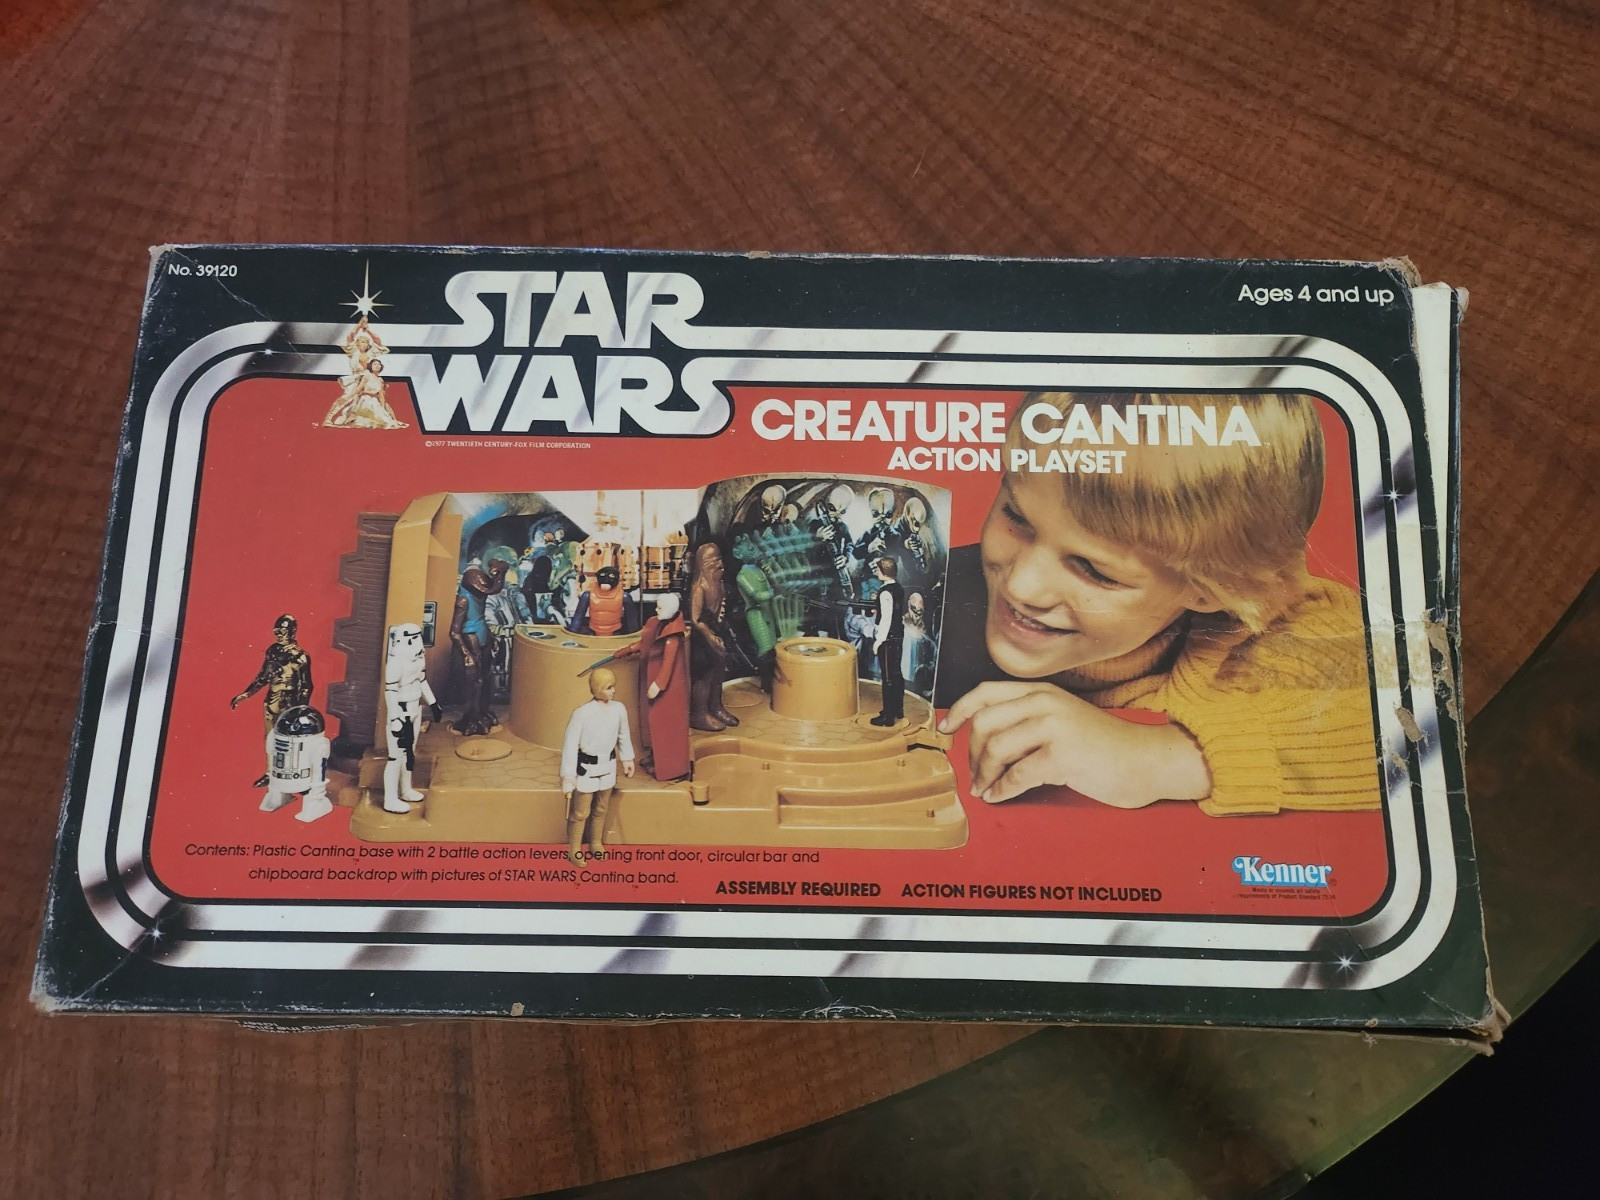 No. 39120
STAR
WARS
Ages 4 and up
©1977 TWENTIETH CENTURY-FOX FILM CORPORATION
CREATURE CANTINA
ACTION PLAYSET
Contents: Plastic Cantina base with 2 battle action levers, opening front door, circular bar and
chipboard backdrop with pictures of STAR WARS Cantina band.
ASSEMBLY REQUIRED ACTION FIGURES NOT INCLUDED
Kenner